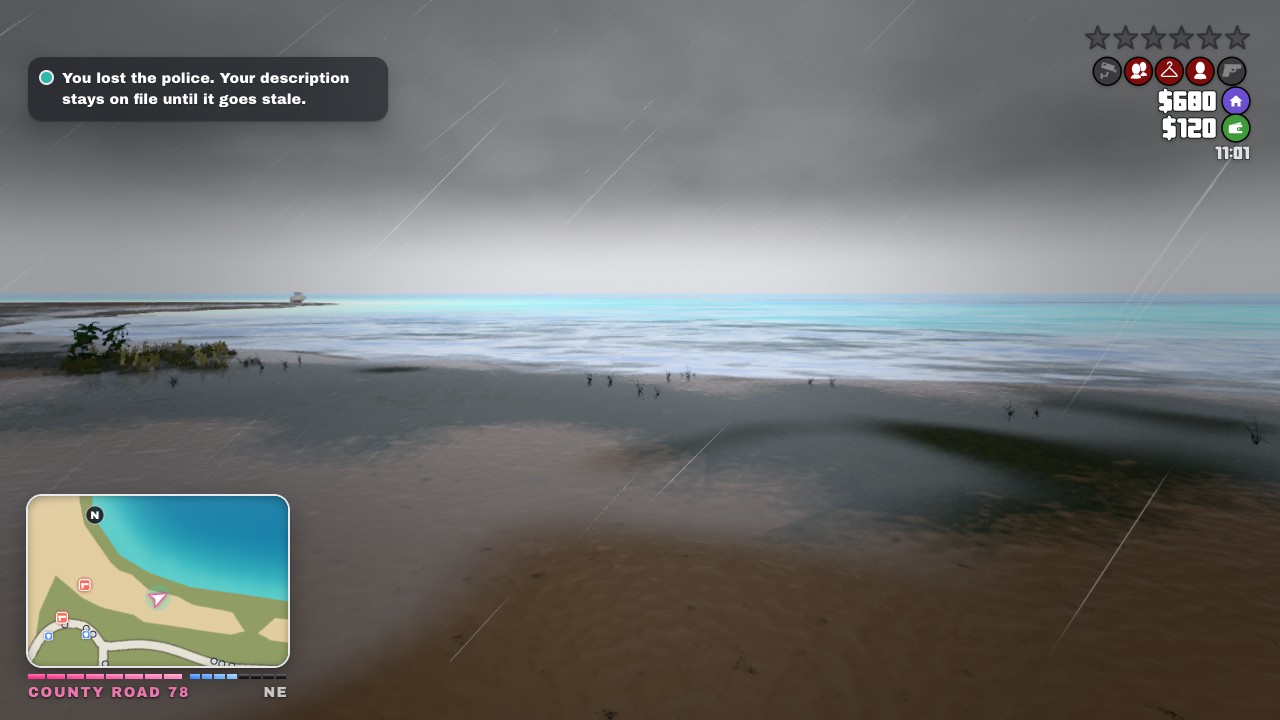 You lost the police. Your description
stays on file until it goes stale.
$680
$120
11:01
N
COUNTY ROAD 78
NE